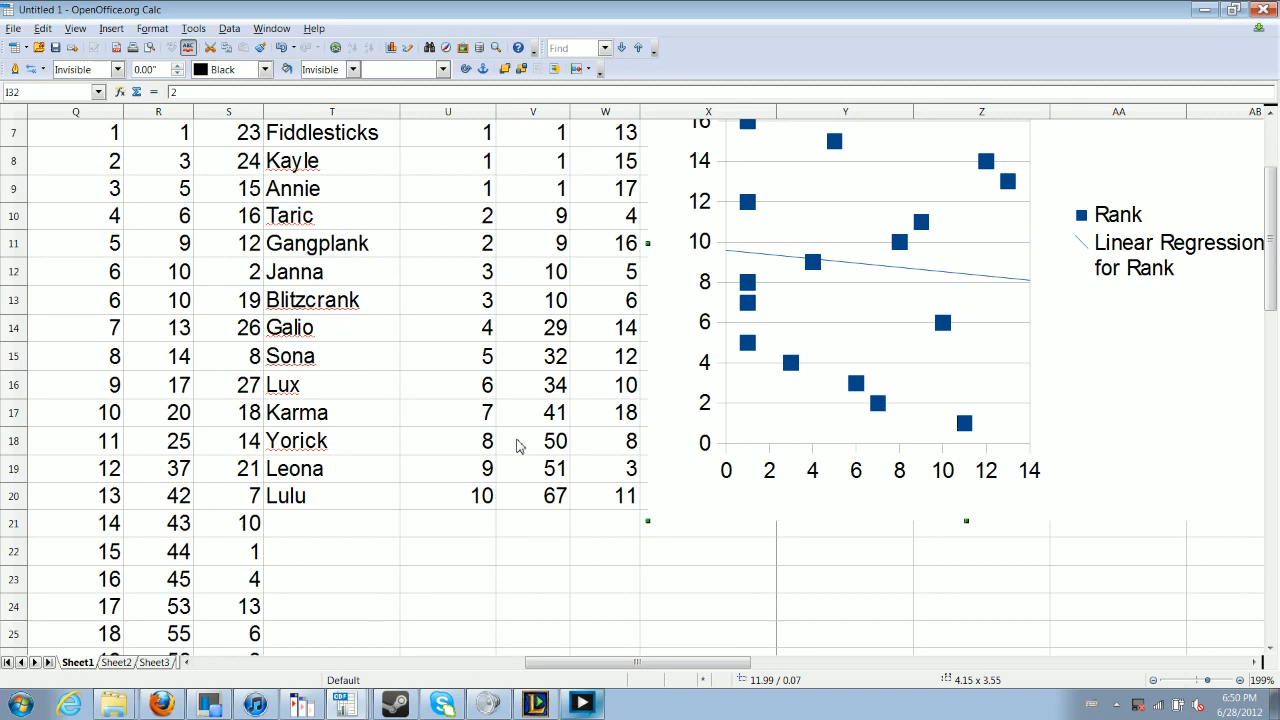 Untitled 1 - OpenOffice.org Calc
File Edit View Insert Format Tools Data Window Help
ABC Find
Invisible 0.00" Black Invisible
I32 2
Q R S T U V W X Y Z AA AB
7 1 1 23 Fiddlesticks 1 1 13
8 2 3 24 Kayle 1 1 15
9 3 5 15 Annie 1 1 17
10 4 6 16 Taric 2 9 4
11 5 9 12 Gangplank 2 9 16
12 6 10 2 Janna 3 10 5
13 6 10 19 Blitzcrank 3 10 6
14 7 13 26 Galio 4 29 14
15 8 14 8 Sona 5 32 12
16 9 17 27 Lux 6 34 10
17 10 20 18 Karma 7 41 18
18 11 25 14 Yorick 8 50 8
19 12 37 21 Leona 9 51 3
20 13 42 7 Lulu 10 67 11
21 14 43 10
22 15 44 1
23 16 45 4
24 17 53 13
25 18 55 6
16
14
12
10
8
6
4
2
0
0 2 4 6 8 10 12 14
Rank
Linear Regression
for Rank
Sheet1 Sheet2 Sheet3
Default * 11.99 / 0.07 4.15 x 3.55 199%
CDF
6:50 PM
6/28/2012